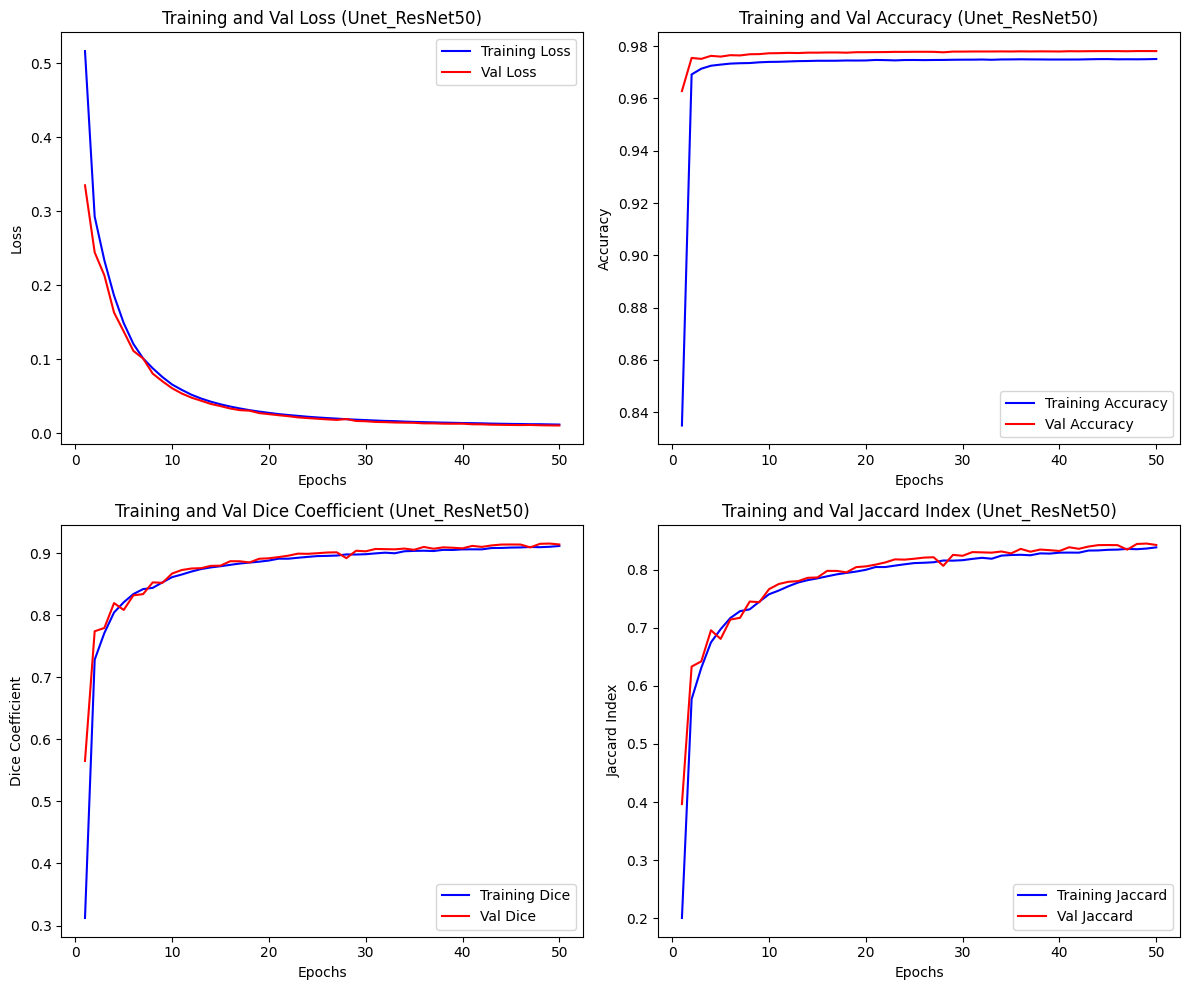 Training and Val Loss (Unet_ResNet50)
Training Loss
Val Loss
0.5
0.4
0.3
0.2
0.1
0.0
Loss
0 10 20 30 40 50
Epochs
Training and Val Accuracy (Unet_ResNet50)
0.98
0.96
0.94
0.92
0.90
0.88
0.86
0.84
Accuracy
Training Accuracy
Val Accuracy
0 10 20 30 40 50
Epochs
Training and Val Dice Coefficient (Unet_ResNet50)
0.9
0.8
0.7
0.6
0.5
0.4
0.3
Dice Coefficient
Training Dice
Val Dice
0 10 20 30 40 50
Epochs
Training and Val Jaccard Index (Unet_ResNet50)
0.8
0.7
0.6
0.5
0.4
0.3
0.2
Jaccard Index
Training Jaccard
Val Jaccard
0 10 20 30 40 50
Epochs